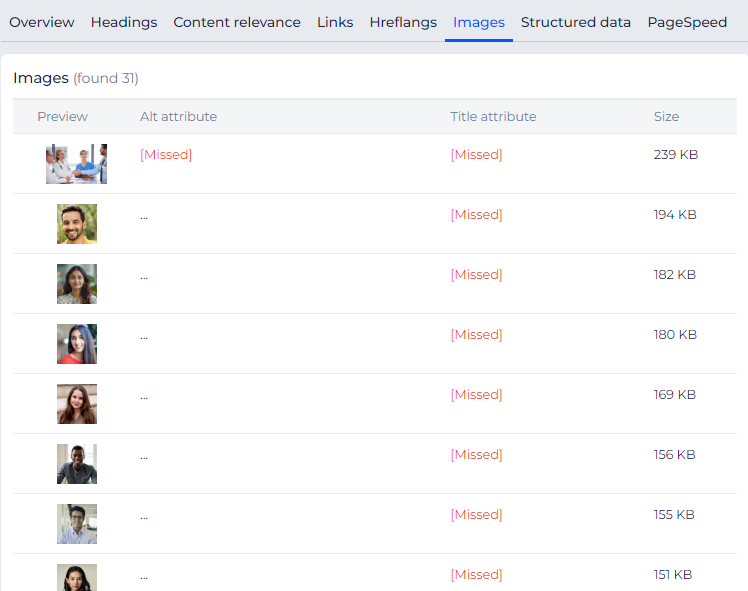 Overview Headings Content relevance Links Hreflangs Images Structured data PageSpeed
Images (found 31)
Preview Alt attribute Title attribute Size
[Missed] [Missed] 239 KB
... [Missed] 194 KB
... [Missed] 182 KB
... [Missed] 180 KB
... [Missed] 169 KB
... [Missed] 156 KB
... [Missed] 155 KB
... [Missed] 151 KB